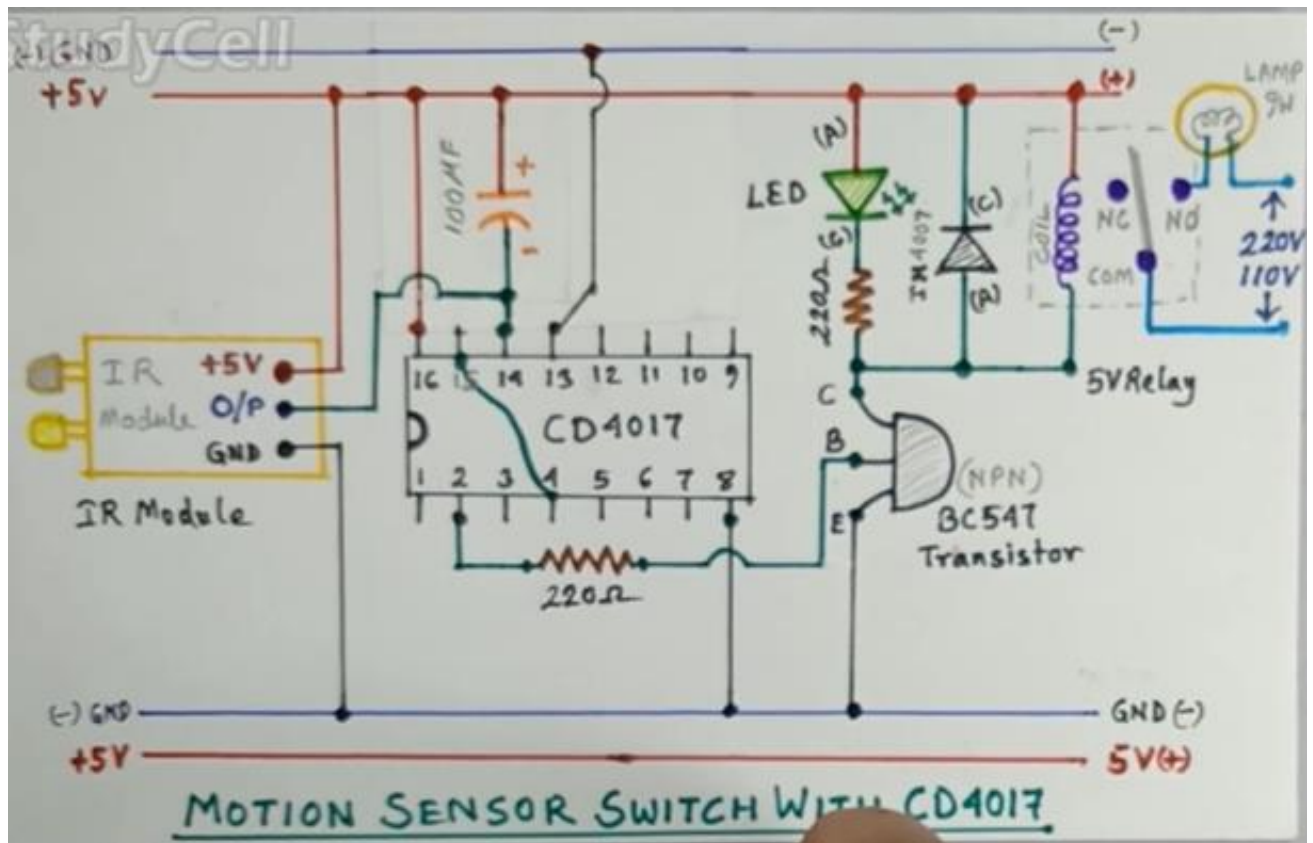 StudyCell
(-) GND
(-)
+5V
(+)
LAMP
9W
100MF
+
-
(A)
LED
220Ω
(C)
(A)
COIL
NC
NO
COM
220V
110V
5V Relay
IR
Module
+5V
O/P
GND
IR Module
16 15 14 13 12 11 10 9
CD4017
1 2 3 4 5 6 7 8
220Ω
C
B
E
(NPN)
BC547
Transistor
(-) GND
GND (-)
+5V
5V(+)
MOTION SENSOR SWITCH WITH CD4017